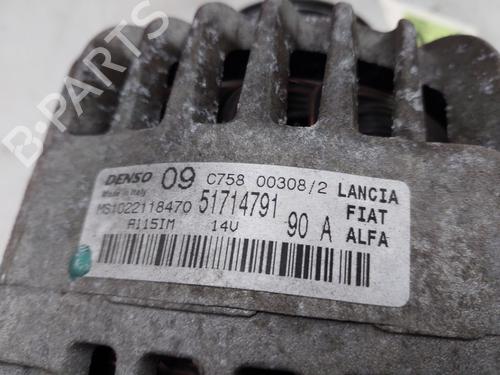 DENSO 09 C758 00308/2 LANCIA
Made in Italy
MS1022118470 51714791 FIAT
A115IM 14V 90 A ALFA
B-PARTS